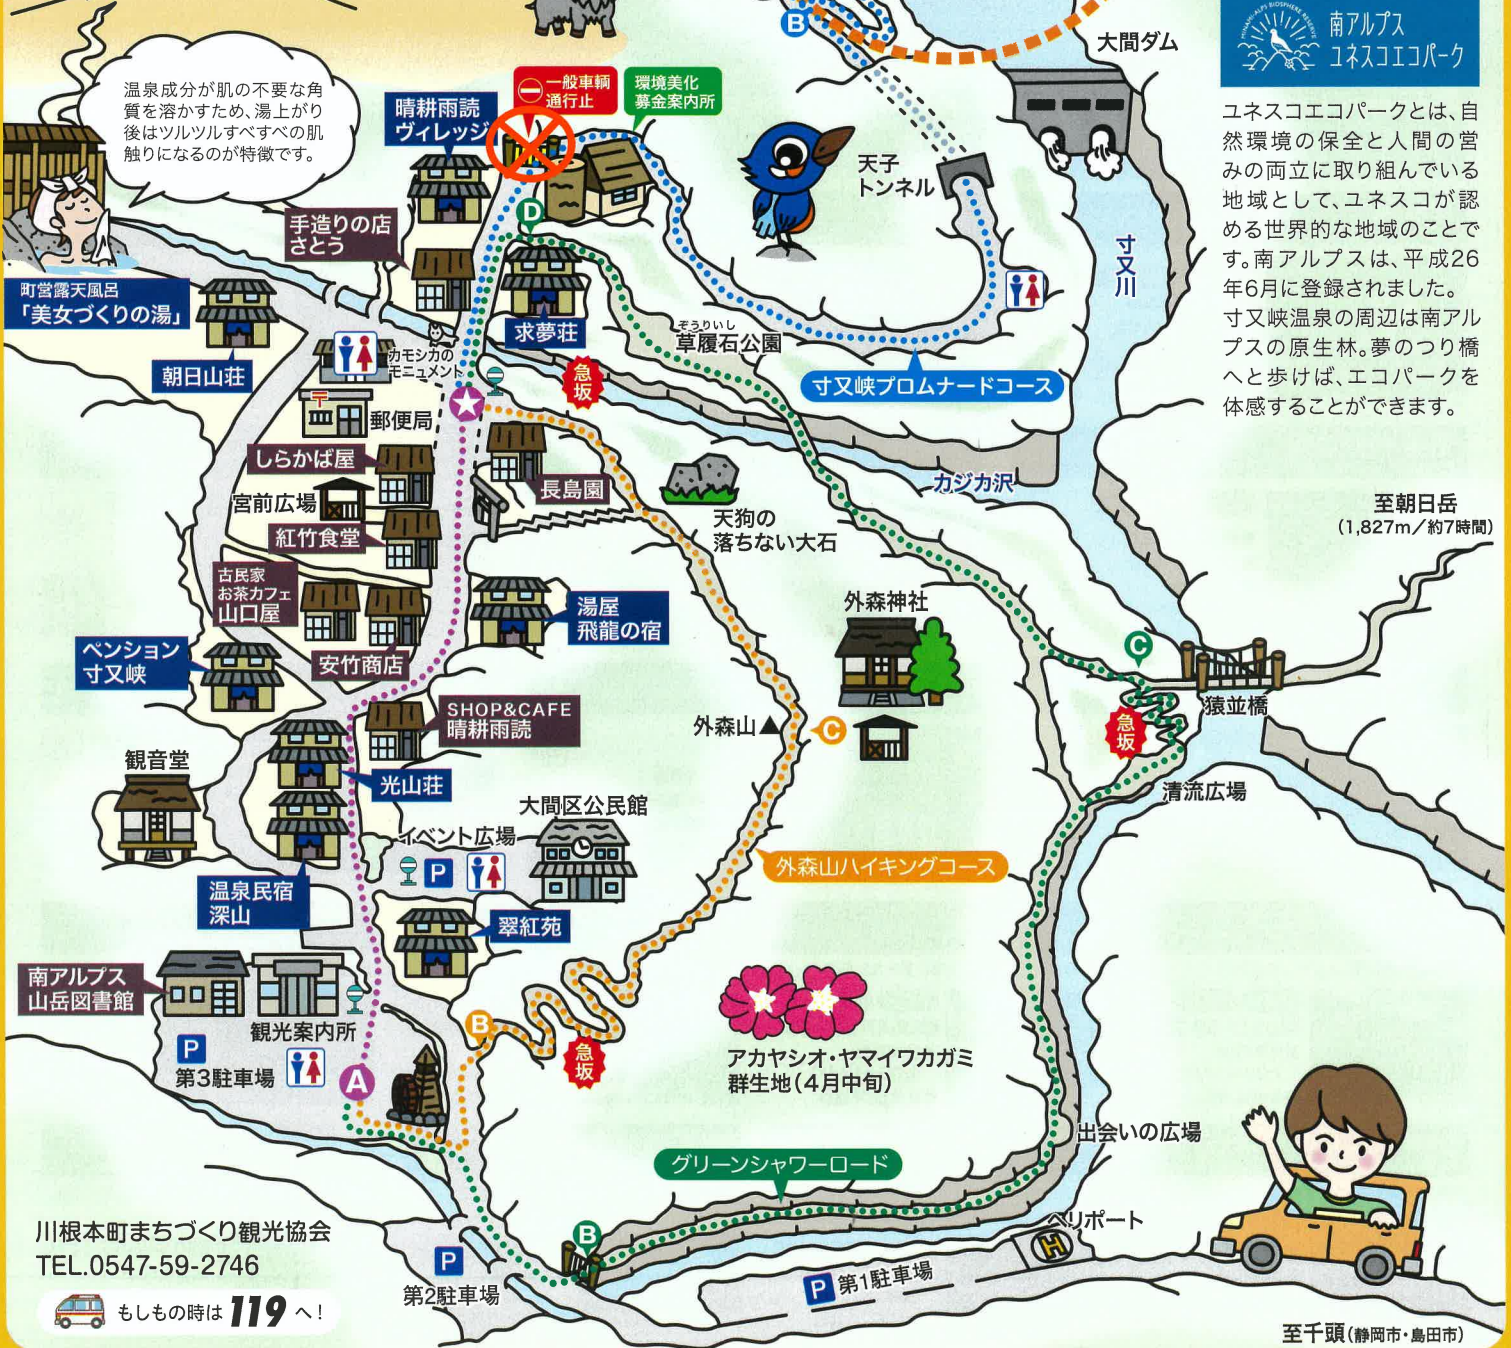 B
大間ダム
MINAMI-ALPS BIOSPHERE RESERVE
南アルプス
ユネスコエコパーク
温泉成分が肌の不要な角
質を溶かすため、湯上がり
後はツルツルすべすべの肌
触りになるのが特徴です。
一般車輌
通行止
環境美化
募金案内所
晴耕雨読
ヴィレッジ
ユネスコエコパークとは、自
然環境の保全と人間の営
みの両立に取り組んでいる
地域として、ユネスコが認
める世界的な地域のことで
す。南アルプスは、平成26
年6月に登録されました。
寸又峡温泉の周辺は南アル
プスの原生林。夢のつり橋
へと歩けば、エコパークを
体感することができます。
天子
トンネル
手造りの店
さとう
D
寸又川
町営露天風呂
「美女づくりの湯」
求夢荘
ぞうりいし
草履石公園
朝日山荘
カモシカの
モニュメント
急坂
寸又峡プロムナードコース
郵便局
しらかば屋
長島園
カジカ沢
宮前広場
天狗の
落ちない大石
至朝日岳
(1,827m/約7時間)
紅竹食堂
古民家
お茶カフェ
山口屋
湯屋
飛龍の宿
外森神社
ペンション
寸又峡
安竹商店
C
猿並橋
SHOP&CAFE
晴耕雨読
外森山▲
C
急坂
観音堂
光山荘
清流広場
大間区公民館
イベント広場
P
外森山ハイキングコース
温泉民宿
深山
翠紅苑
南アルプス
山岳図書館
観光案内所
B
急坂
アカヤシオ・ヤマイワカガミ
群生地(4月中旬)
P
第3駐車場
A
出会いの広場
グリーンシャワーロード
川根本町まちづくり観光協会
TEL.0547-59-2746
もしもの時は119へ!
B
ヘリポート
H
P
第2駐車場
P 第1駐車場
至千頭(静岡市・島田市)